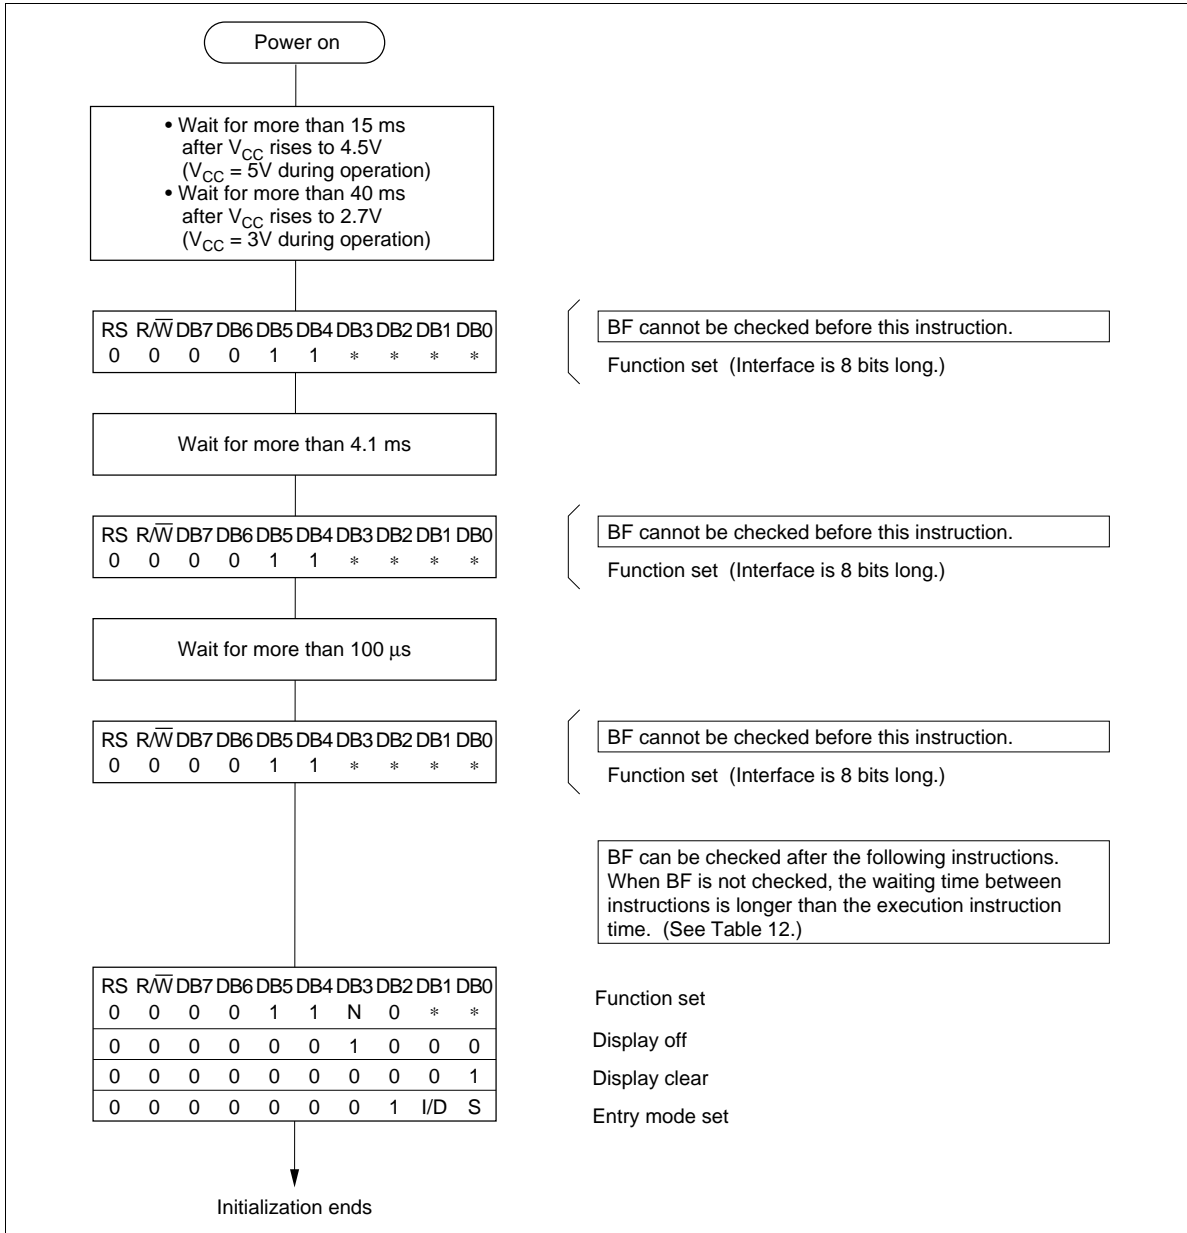 Power on
• Wait for more than 15 ms
after VCC rises to 4.5V
(VCC = 5V during operation)
• Wait for more than 40 ms
after VCC rises to 2.7V
(VCC = 3V during operation)
RS R/W̅ DB7 DB6 DB5 DB4 DB3 DB2 DB1 DB0
0 0 0 0 1 1 * * * *
BF cannot be checked before this instruction.
Function set (Interface is 8 bits long.)
Wait for more than 4.1 ms
RS R/W̅ DB7 DB6 DB5 DB4 DB3 DB2 DB1 DB0
0 0 0 0 1 1 * * * *
BF cannot be checked before this instruction.
Function set (Interface is 8 bits long.)
Wait for more than 100 μs
RS R/W̅ DB7 DB6 DB5 DB4 DB3 DB2 DB1 DB0
0 0 0 0 1 1 * * * *
BF cannot be checked before this instruction.
Function set (Interface is 8 bits long.)
BF can be checked after the following instructions.
When BF is not checked, the waiting time between
instructions is longer than the execution instruction
time. (See Table 12.)
RS R/W̅ DB7 DB6 DB5 DB4 DB3 DB2 DB1 DB0
0 0 0 0 1 1 N 0 * *
Function set
0 0 0 0 0 0 1 0 0 0
Display off
0 0 0 0 0 0 0 0 0 1
Display clear
0 0 0 0 0 0 0 1 I/D S
Entry mode set
Initialization ends